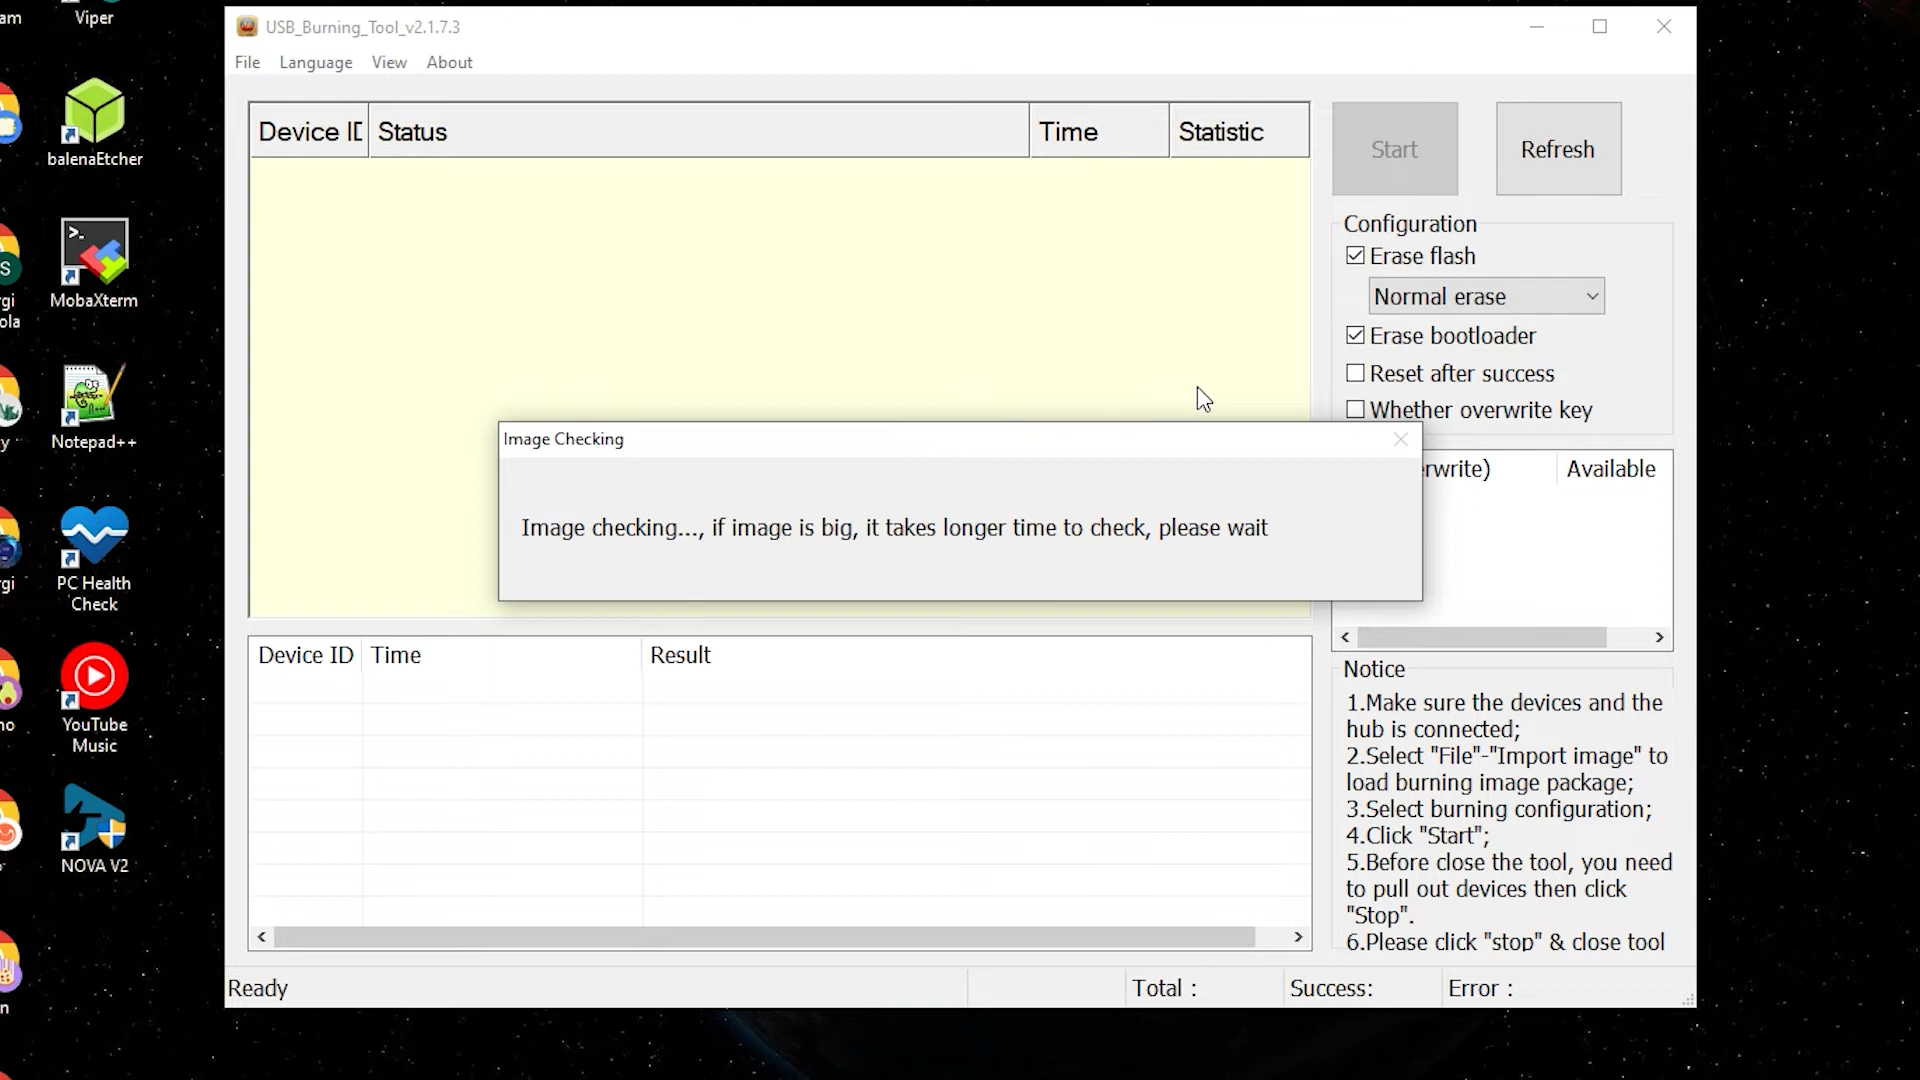 am
Viper
balenaEtcher
MobaXterm
S
rgi
ola
Notepad++
y
PC Health
Check
rgi
YouTube
Music
no
NOVA V2
n
USB_Burning_Tool_v2.1.7.3
File Language View About
Device ID Status Time Statistic
Start
Refresh
Configuration
Erase flash
Normal erase
Erase bootloader
Reset after success
Whether overwrite key
Image Checking
Image checking..., if image is big, it takes longer time to check, please wait
erwrite) Available
Device ID Time Result
Notice
1.Make sure the devices and the
hub is connected;
2.Select "File"-"Import image" to
load burning image package;
3.Select burning configuration;
4.Click "Start";
5.Before close the tool, you need
to pull out devices then click
"Stop".
6.Please click "stop" & close tool
Ready
Total :
Success:
Error :